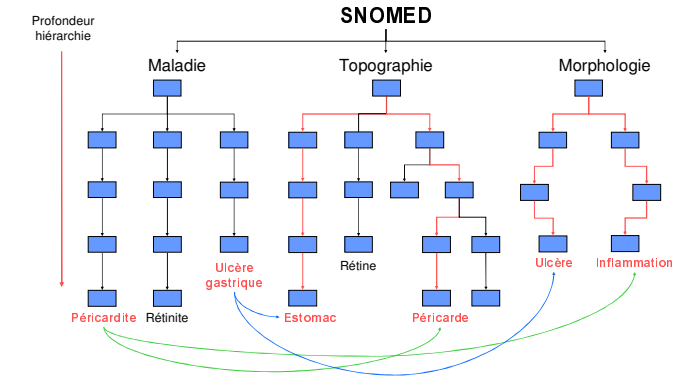 SNOMED
Profondeur
hiérarchie
Maladie
Topographie
Morphologie
Ulcère
gastrique
Rétine
Ulcère
Inflammation
Péricardite
Rétinite
Estomac
Péricarde